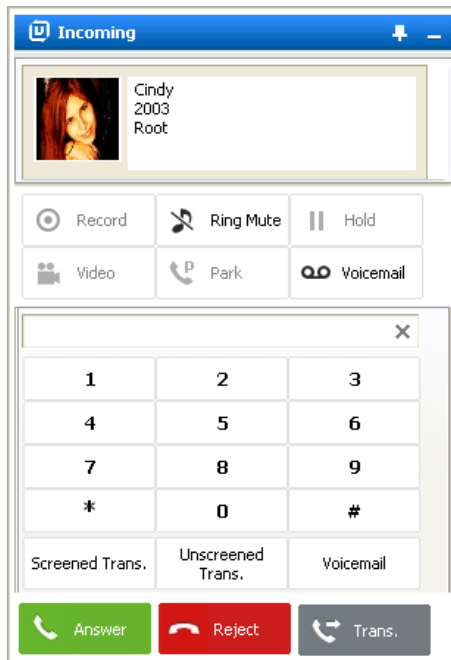 Incoming
Cindy
2003
Root
Record Ring Mute Hold
Video Park Voicemail
1 2 3
4 5 6
7 8 9
* 0 #
Screened Trans. Unscreened Trans. Voicemail
Answer Reject Trans.